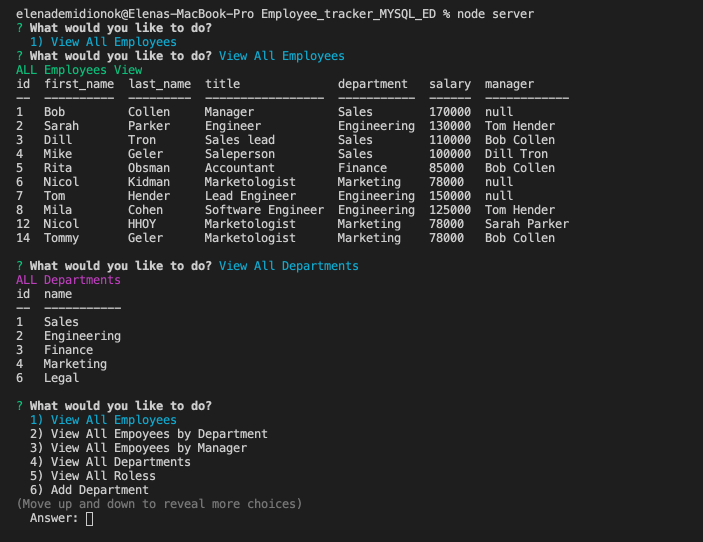 elenademidionok@Elenas-MacBook-Pro Employee_tracker_MYSQL_ED % node server
? What would you like to do?
  1) View All Employees
? What would you like to do? View All Employees
ALL Employees View
id  first_name  last_name  title              department   salary  manager
--  ----------  ---------  -----------------  -----------  ------  ------------
1   Bob         Collen     Manager            Sales        170000  null
2   Sarah       Parker     Engineer           Engineering  130000  Tom Hender
3   Dill        Tron       Sales lead         Sales        110000  Bob Collen
4   Mike        Geler      Saleperson         Sales        100000  Dill Tron
5   Rita        Obsman     Accountant         Finance      85000   Bob Collen
6   Nicol       Kidman     Marketologist      Marketing    78000   null
7   Tom         Hender     Lead Engineer      Engineering  150000  null
8   Mila        Cohen      Software Engineer  Engineering  125000  Tom Hender
12  Nicol       HHOY       Marketologist      Marketing    78000   Sarah Parker
14  Tommy       Geler      Marketologist      Marketing    78000   Bob Collen
? What would you like to do? View All Departments
ALL Departments
id  name
--  -----------
1   Sales
2   Engineering
3   Finance
4   Marketing
6   Legal
? What would you like to do?
  1) View All Employees
  2) View All Empoyees by Department
  3) View All Empoyees by Manager
  4) View All Departments
  5) View All Roless
  6) Add Department
(Move up and down to reveal more choices)
  Answer: